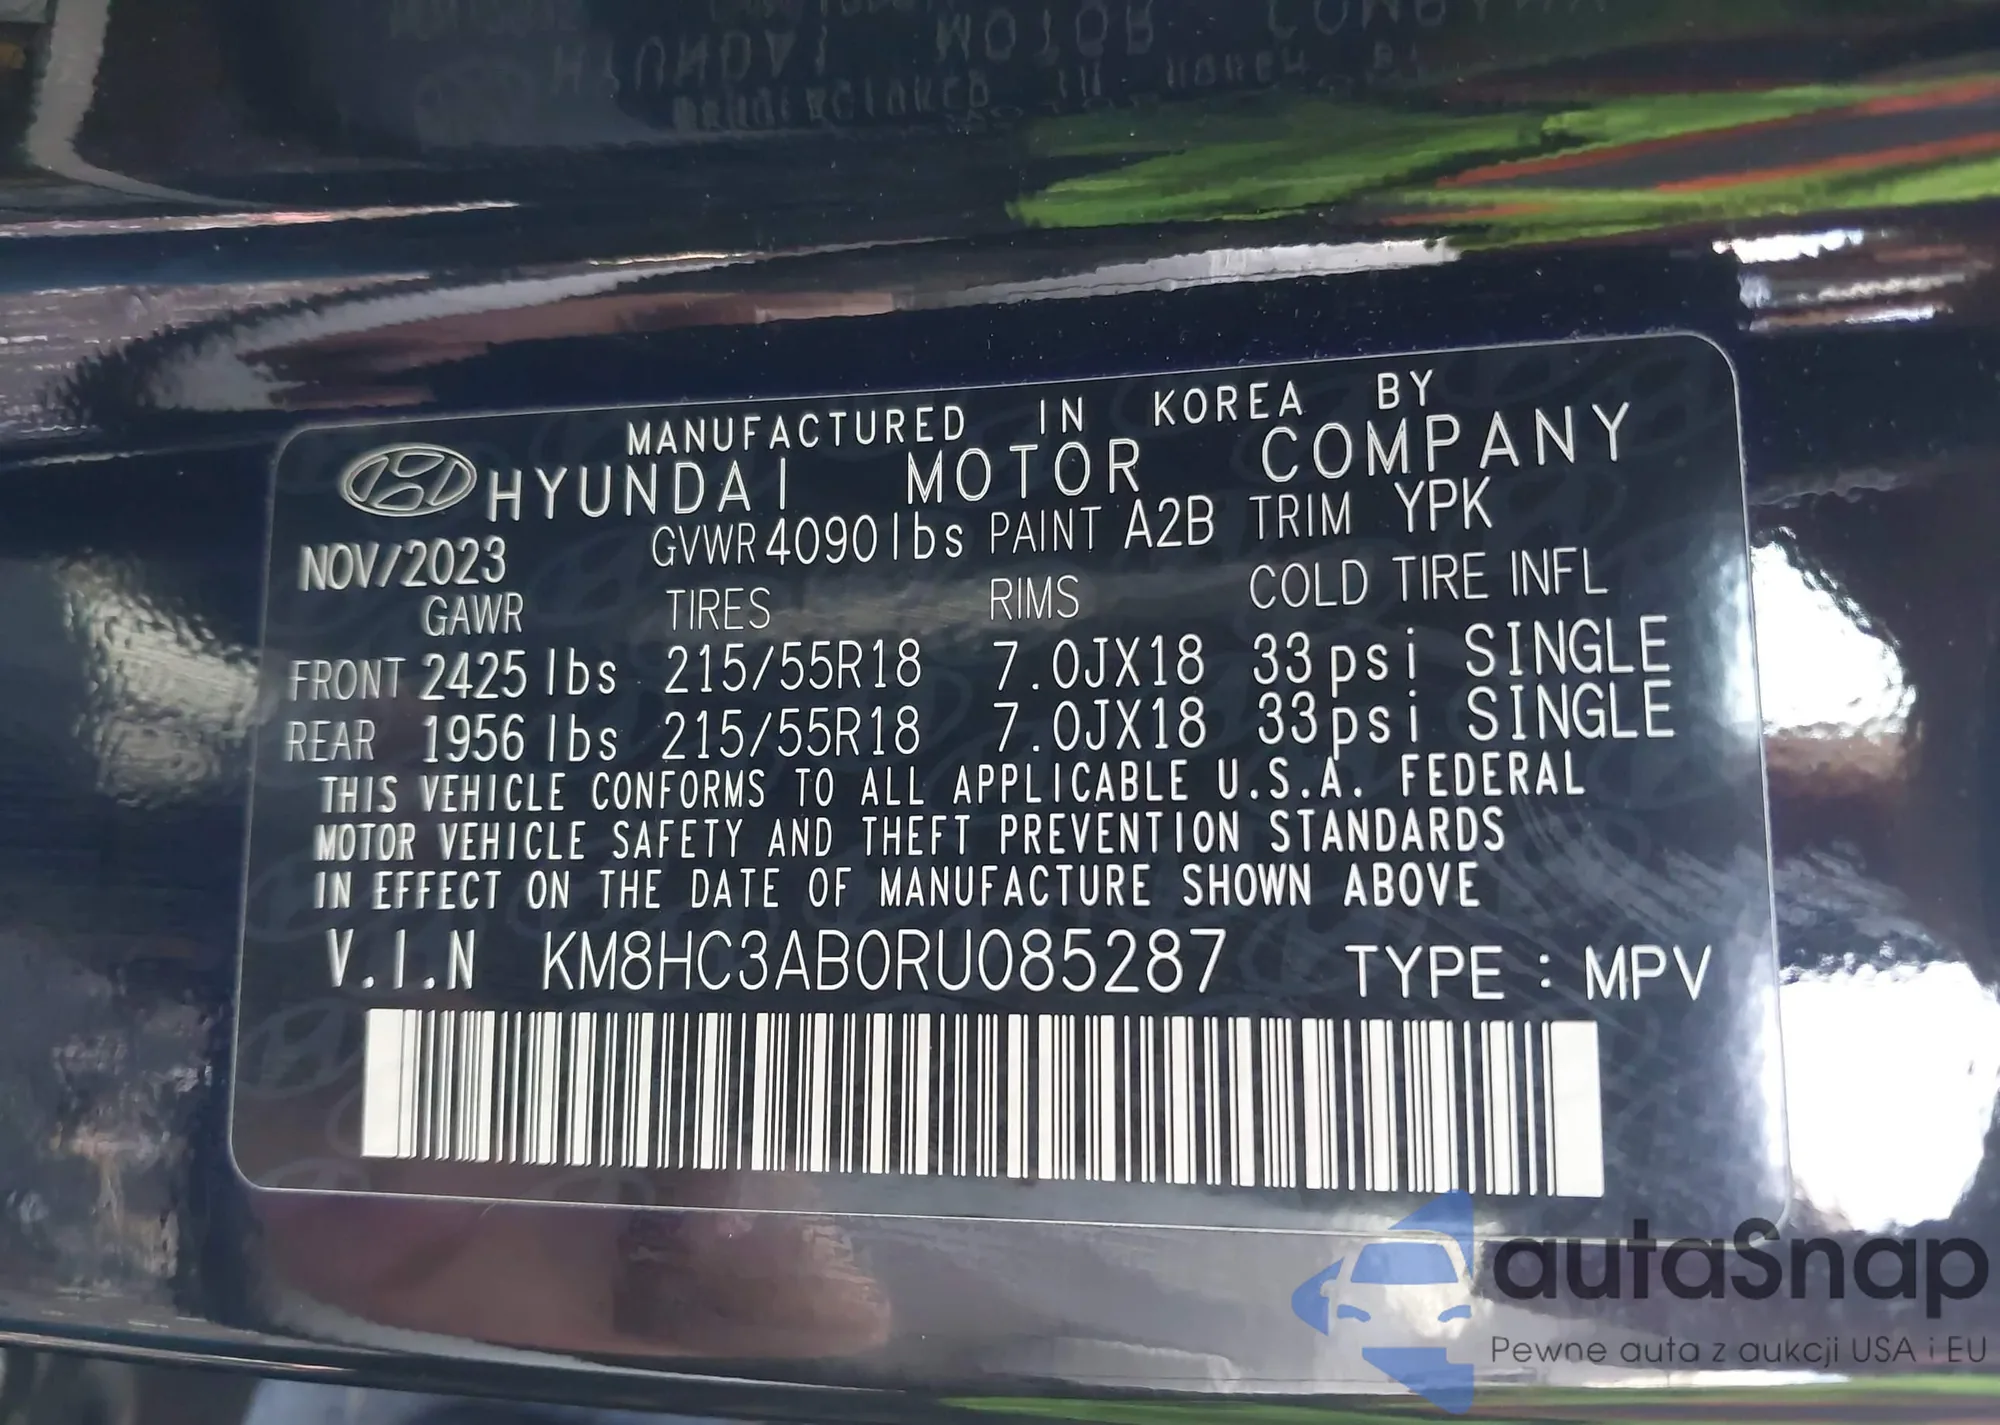 MANUFACTURED IN KOREA BY
HYUNDAI MOTOR COMPANY
NOV/2023 GVWR 4090 lbs PAINT A2B TRIM YPK
GAWR TIRES RIMS COLD TIRE INFL
FRONT 2425 lbs 215/55R18 7.0JX18 33psi SINGLE
REAR 1956 lbs 215/55R18 7.0JX18 33psi SINGLE
THIS VEHICLE CONFORMS TO ALL APPLICABLE U.S.A. FEDERAL
MOTOR VEHICLE SAFETY AND THEFT PREVENTION STANDARDS
IN EFFECT ON THE DATE OF MANUFACTURE SHOWN ABOVE
V.I.N KM8HC3AB0RU085287 TYPE : MPV
autaSnap
Pewne auta z aukcji USA i EU